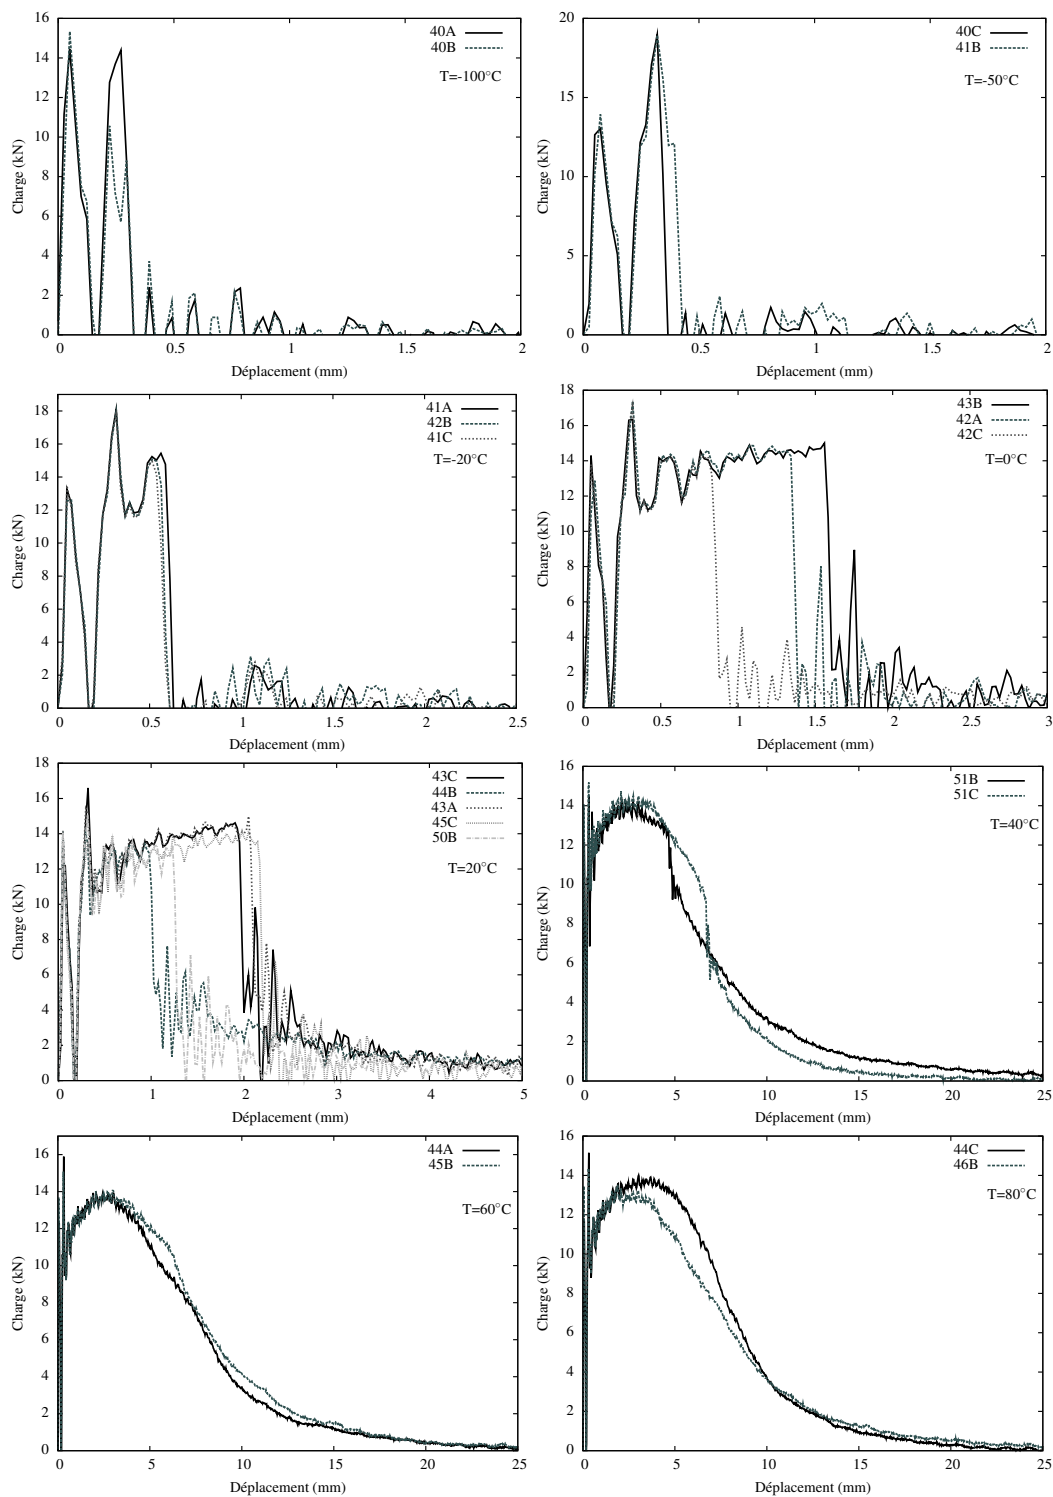 16
14
12
10
8
6
4
2
0
Charge (kN)
40A
40B
T=-100°C
0
0.5
1
1.5
2
Déplacement (mm)
20
15
10
5
0
Charge (kN)
40C
41B
T=-50°C
0
0.5
1
1.5
2
Déplacement (mm)
18
16
14
12
10
8
6
4
2
0
Charge (kN)
41A
42B
41C
T=-20°C
0
0.5
1
1.5
2
2.5
Déplacement (mm)
18
16
14
12
10
8
6
4
2
0
Charge (kN)
43B
42A
42C
T=0°C
0
0.5
1
1.5
2
2.5
3
Déplacement (mm)
18
16
14
12
10
8
6
4
2
0
Charge (kN)
43C
44B
43A
45C
50B
T=20°C
0
1
2
3
4
5
Déplacement (mm)
16
14
12
10
8
6
4
2
0
Charge (kN)
51B
51C
T=40°C
0
5
10
15
20
25
Déplacement (mm)
16
14
12
10
8
6
4
2
0
Charge (kN)
44A
45B
T=60°C
0
5
10
15
20
25
Déplacement (mm)
16
14
12
10
8
6
4
2
0
Charge (kN)
44C
46B
T=80°C
0
5
10
15
20
25
Déplacement (mm)